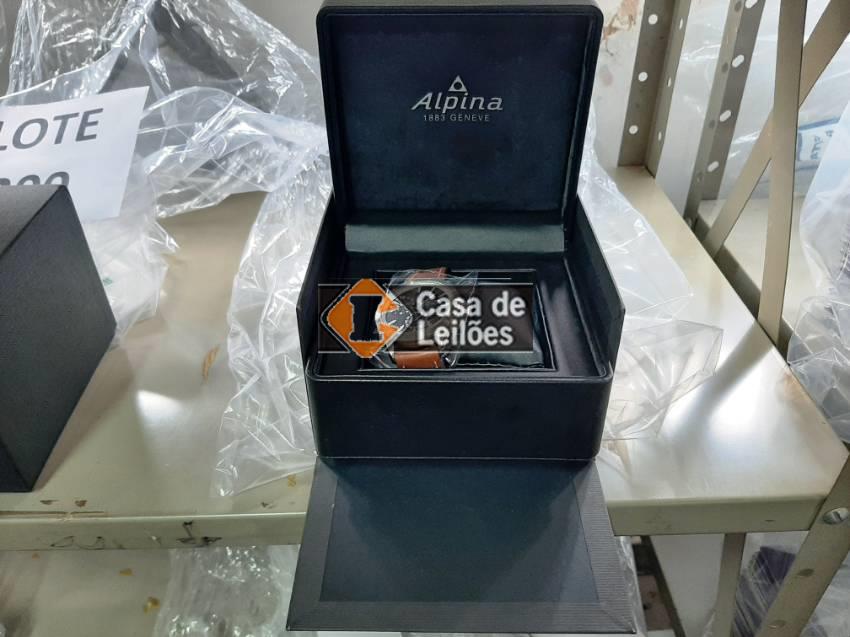 LOTE
Alpina
1883 GENEVE
Casa de
Leilões